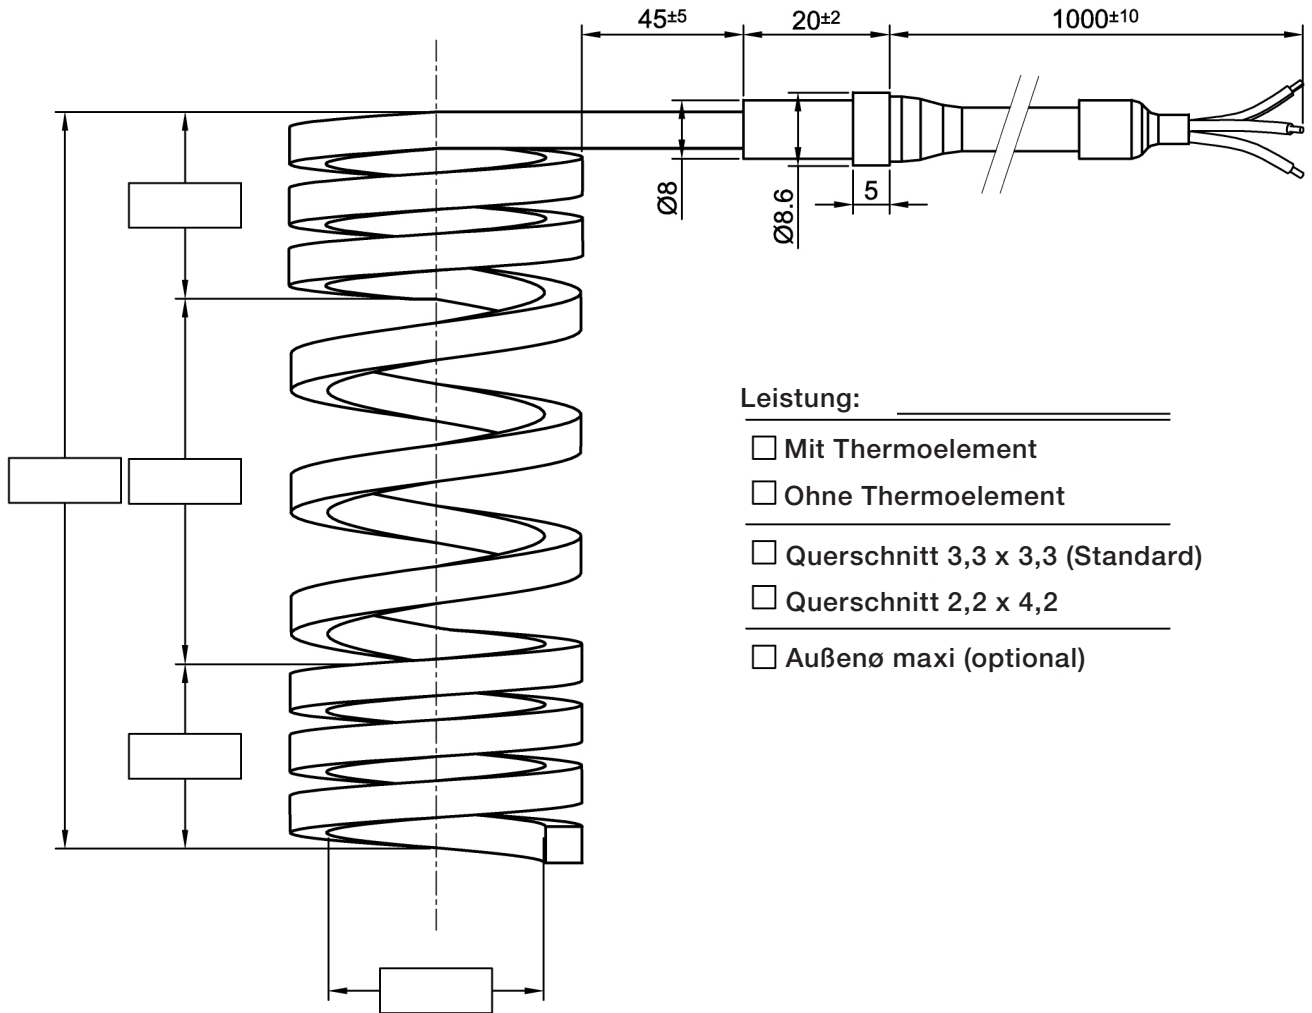 45±5
20±2
1000±10
Ø8
Ø8.6
5
Leistung:
Mit Thermoelement
Ohne Thermoelement
Querschnitt 3,3 x 3,3 (Standard)
Querschnitt 2,2 x 4,2
Außenø maxi (optional)